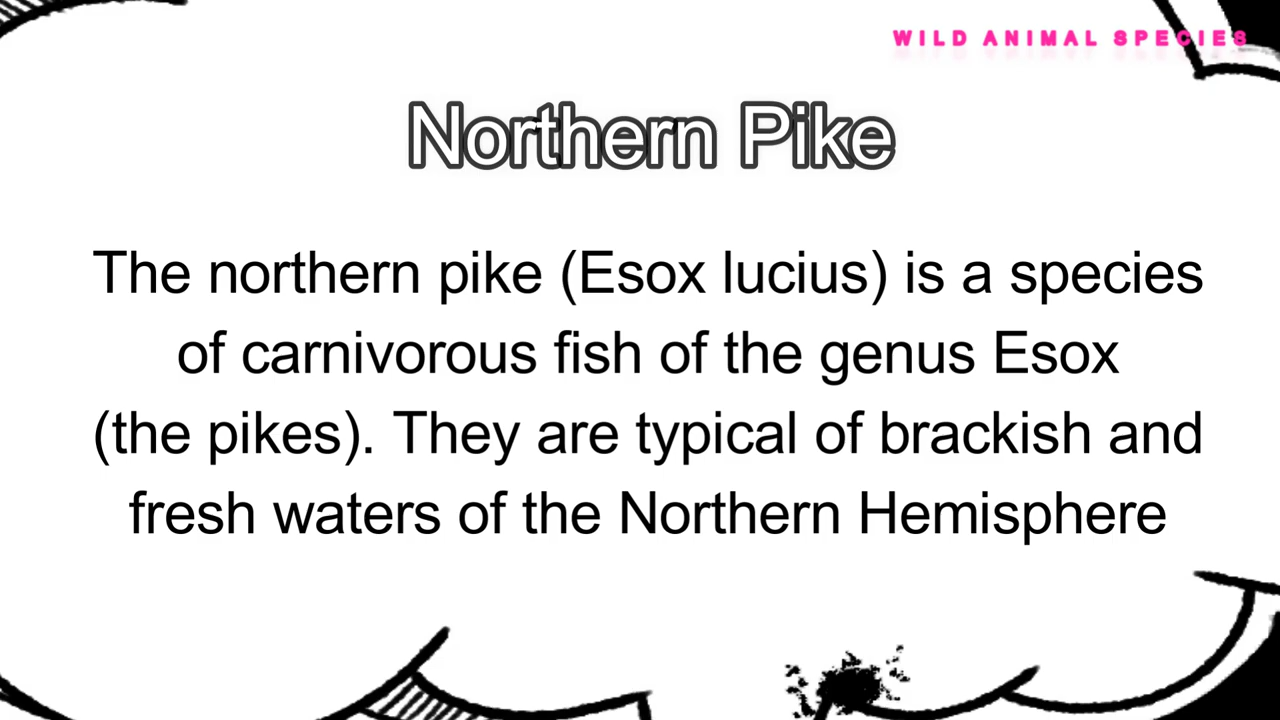 WILD ANIMAL SPECIES
Northern Pike
The northern pike (Esox lucius) is a species
of carnivorous fish of the genus Esox
(the pikes). They are typical of brackish and
fresh waters of the Northern Hemisphere